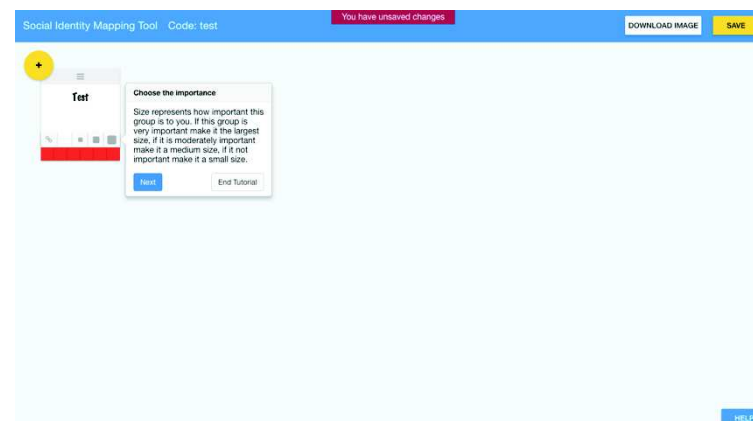 Social Identity Mapping Tool Code: test
You have unsaved changes
DOWNLOAD IMAGE
SAVE
+
Test
Choose the importance
Size represents how important this
group is to you. If this group is
very important make it the largest
size, if it is moderately important
make it a medium size, if it not
important make it a small size.
Next
End Tutorial
HELP